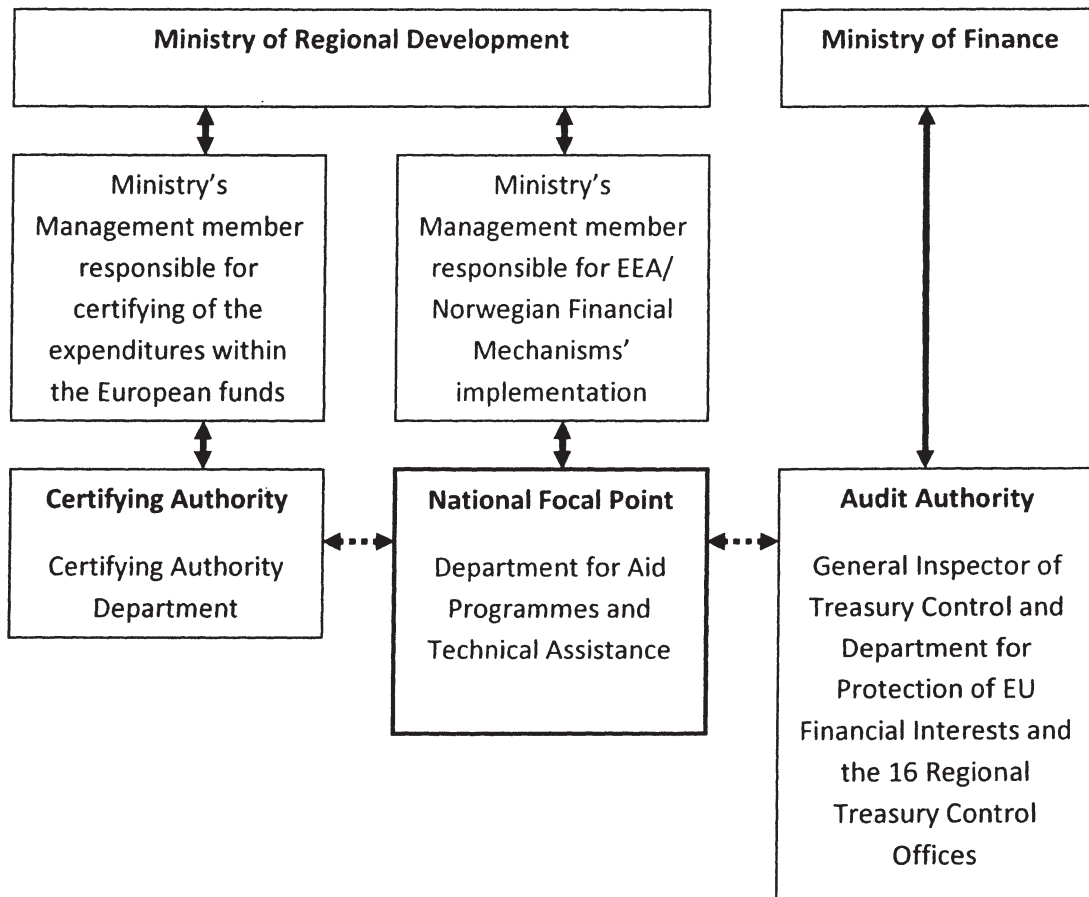 Ministry of Regional Development
Ministry of Finance
Ministry's
Management member
responsible for
certifying of the
expenditures within
the European funds
Ministry's
Management member
responsible for EEA/
Norwegian Financial
Mechanisms'
implementation
Certifying Authority
Certifying Authority
Department
National Focal Point
Department for Aid
Programmes and
Technical Assistance
Audit Authority
General Inspector of
Treasury Control and
Department for
Protection of EU
Financial Interests and
the 16 Regional
Treasury Control
Offices